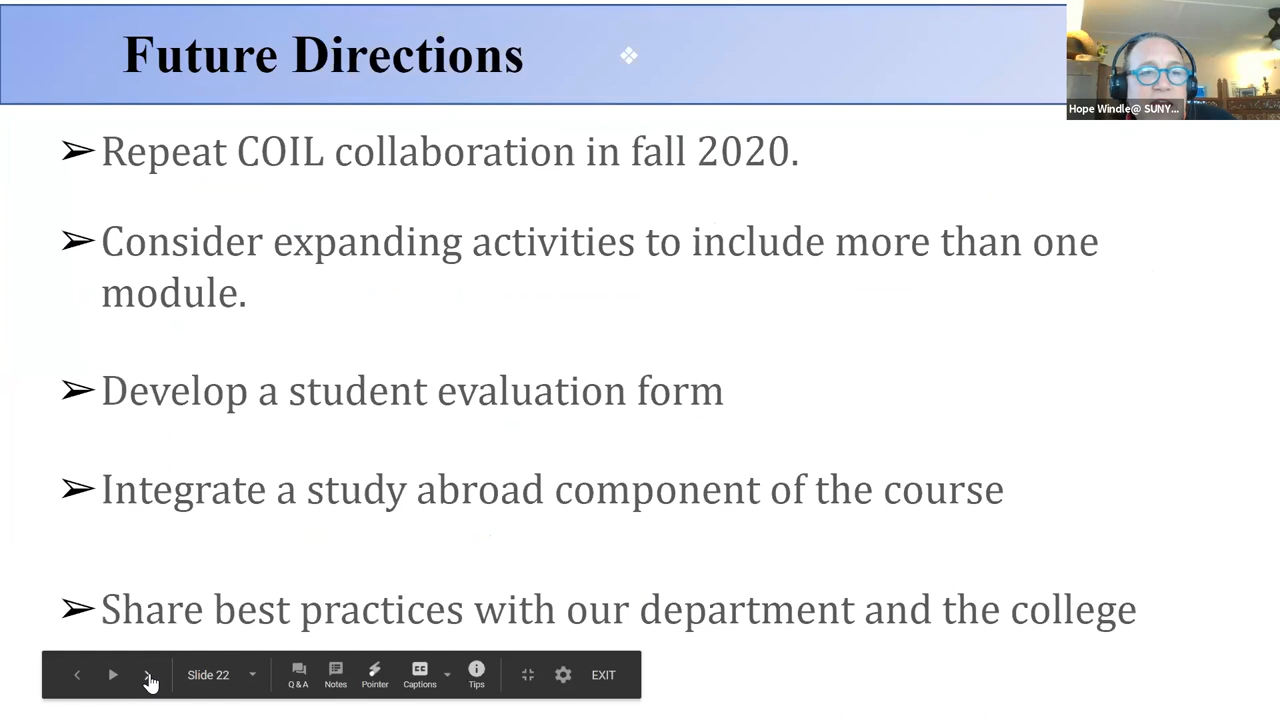 Future Directions
Hope Windle@ SUNY...
➢ Repeat COIL collaboration in fall 2020.
➢ Consider expanding activities to include more than one
module.
➢ Develop a student evaluation form
➢ Integrate a study abroad component of the course
➢ Share best practices with our department and the college
Slide 22
Q & A
Notes
Pointer
CC
Captions
Tips
EXIT